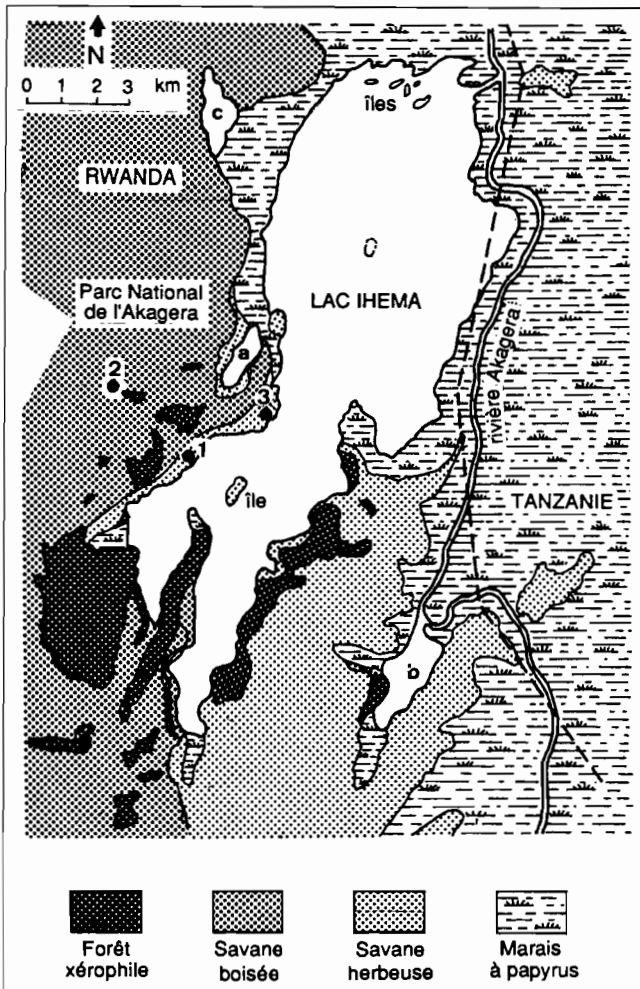 N
0 1 2 3 km
c
îles
RWANDA
Parc National
de l'Akagera
LAC IHEMA
a
2
3
1
rivière Akagera
île
TANZANIE
b
Forêt
xérophile
Savane
boisée
Savane
herbeuse
Marais
à papyrus